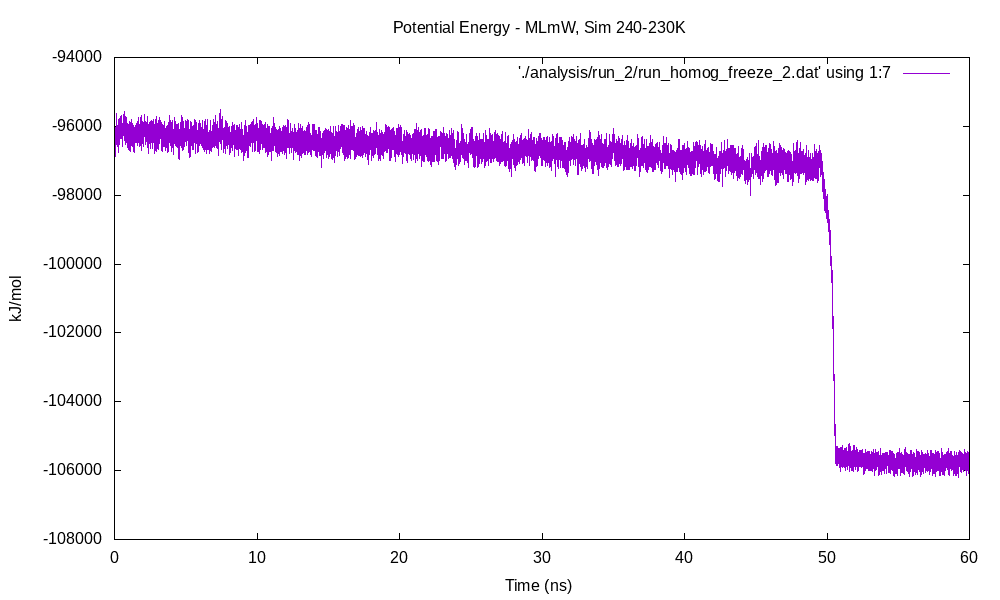 Potential Energy - MLmW, Sim 240-230K
'./analysis/run_2/run_homog_freeze_2.dat' using 1:7
-94000
-96000
-98000
-100000
-102000
-104000
-106000
-108000
kJ/mol
0 10 20 30 40 50 60
Time (ns)